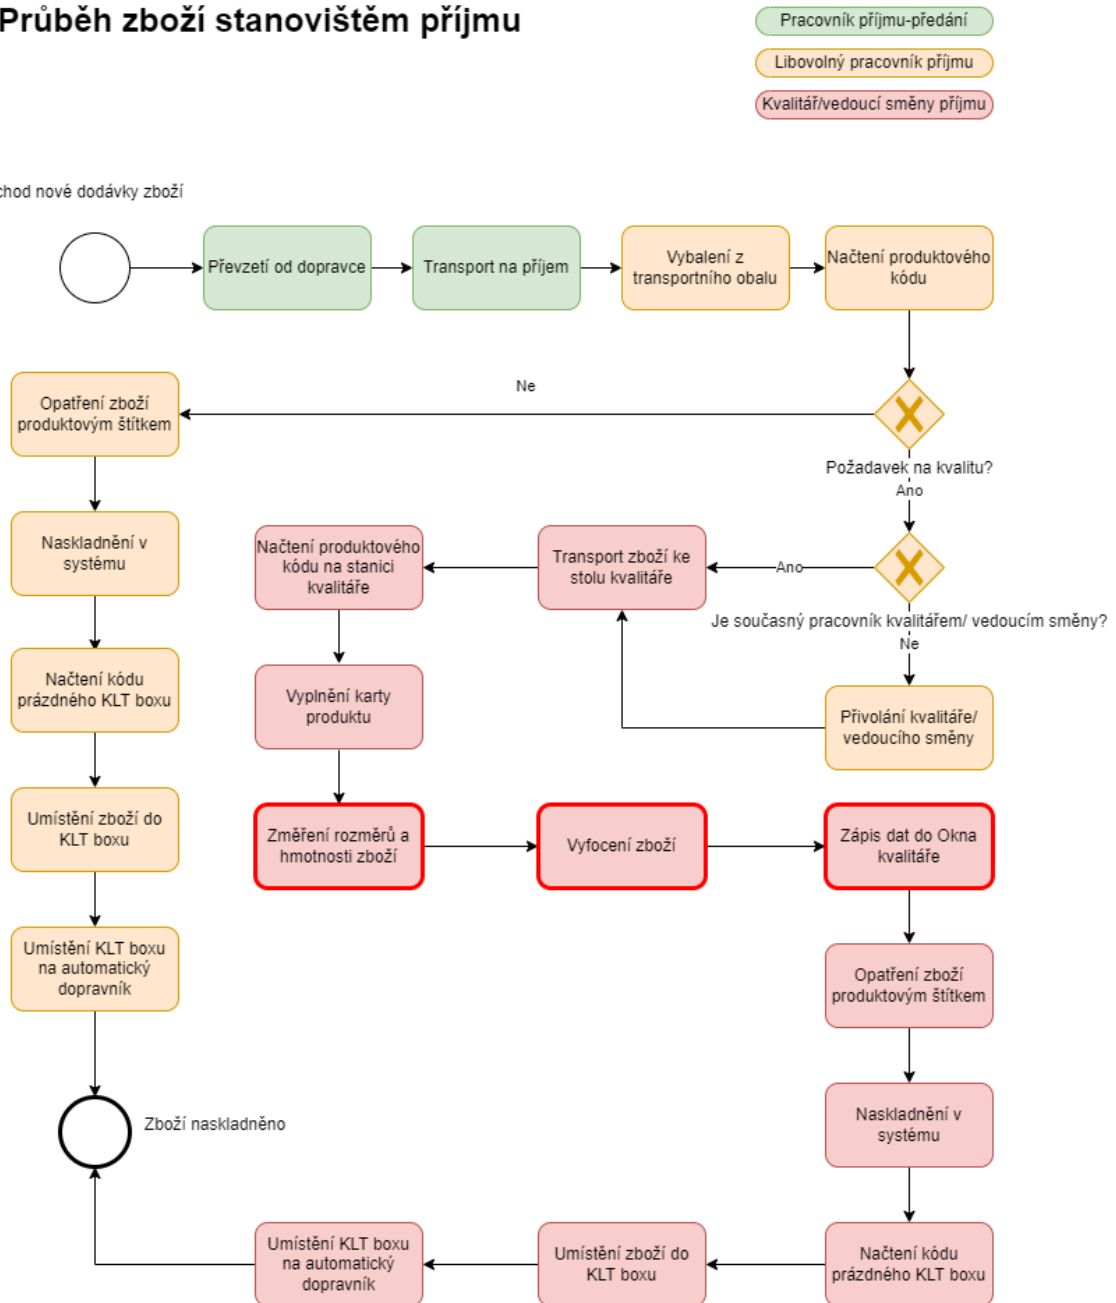 Průběh zboží stanovištěm příjmu
Pracovník příjmu-předání
Libovolný pracovník příjmu
Kvalitář/vedoucí směny příjmu
chod nové dodávky zboží
Převzetí od dopravce
Transport na příjem
Vybalení z
transportního obalu
Načtení produktového
kódu
Ne
Opatření zboží
produktovým štítkem
Požadavek na kvalitu?
Ano
Naskladnění v
systému
Načtení produktového
kódu na stanici
kvalitáře
Transport zboží ke
stolu kvalitáře
Ano
Je současný pracovník kvalitářem/ vedoucím směny?
Ne
Načtení kódu
prázdného KLT boxu
Vyplnění karty
produktu
Přivolání kvalitáře/
vedoucího směny
Umístění zboží do
KLT boxu
Změření rozměrů a
hmotnosti zboží
Vyfocení zboží
Zápis dat do Okna
kvalitáře
Umístění KLT boxu
na automatický
dopravník
Opatření zboží
produktovým štítkem
Zboží naskladněno
Naskladnění v
systému
Umístění KLT boxu
na automatický
dopravník
Umístění zboží do
KLT boxu
Načtení kódu
prázdného KLT boxu